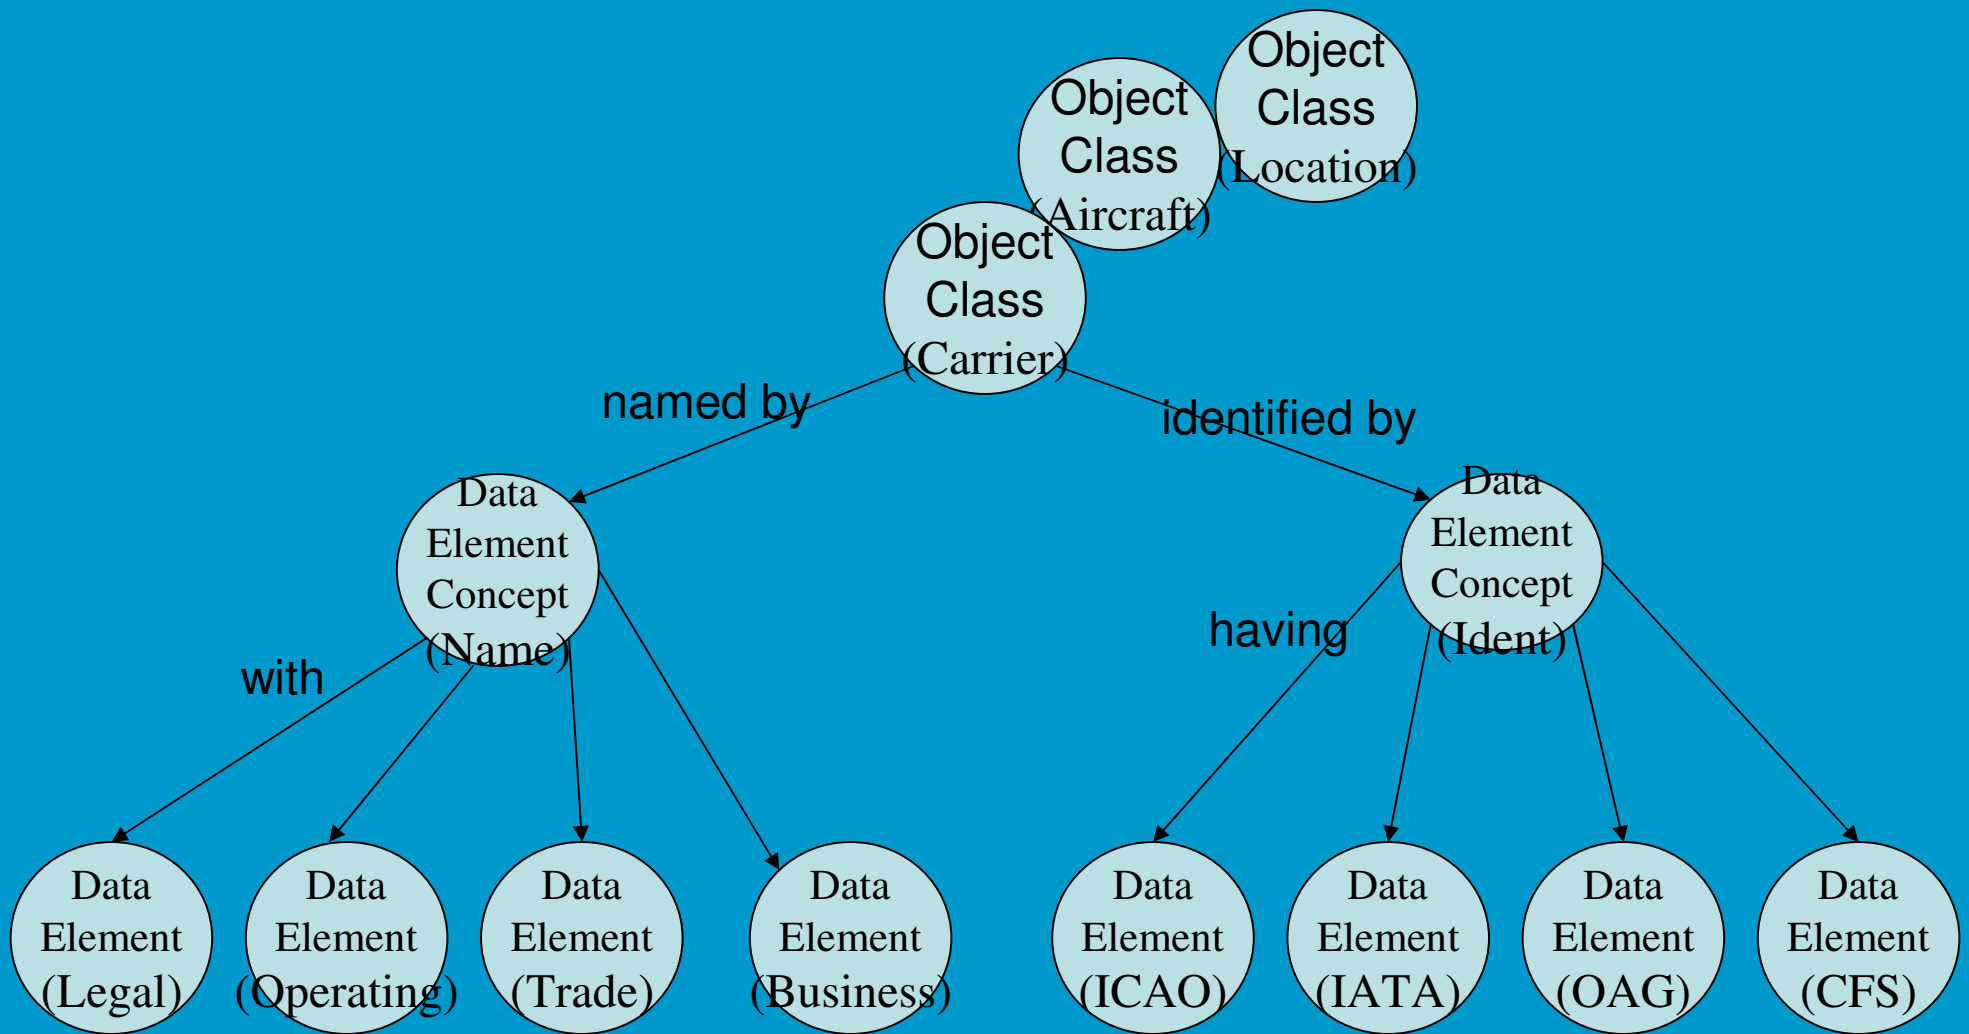 Object
Class
(Location)
Object
Class
(Aircraft)
Object
Class
(Carrier)
named by
identified by
Data
Element
Concept
(Name)
Data
Element
Concept
(Ident)
with
having
Data
Element
(Legal)
Data
Element
(Operating)
Data
Element
(Trade)
Data
Element
(Business)
Data
Element
(ICAO)
Data
Element
(IATA)
Data
Element
(OAG)
Data
Element
(CFS)